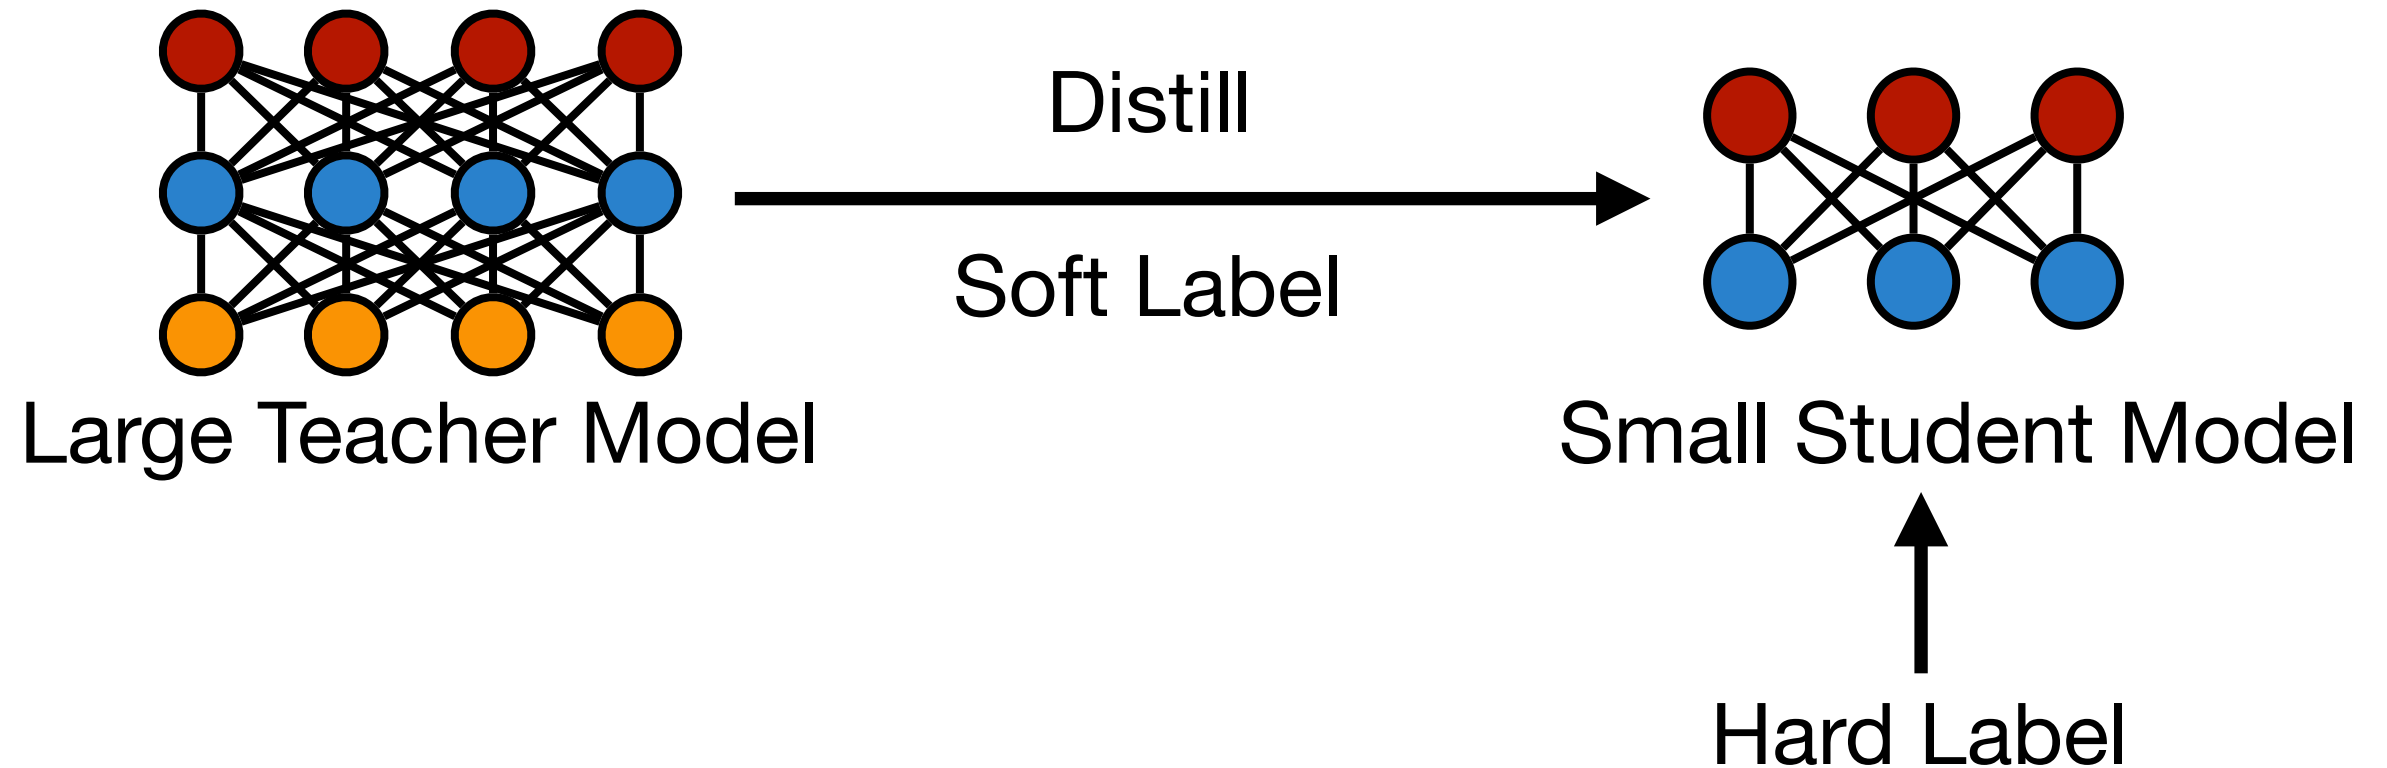 Distill
Soft Label
Large Teacher Model
Small Student Model
Hard Label